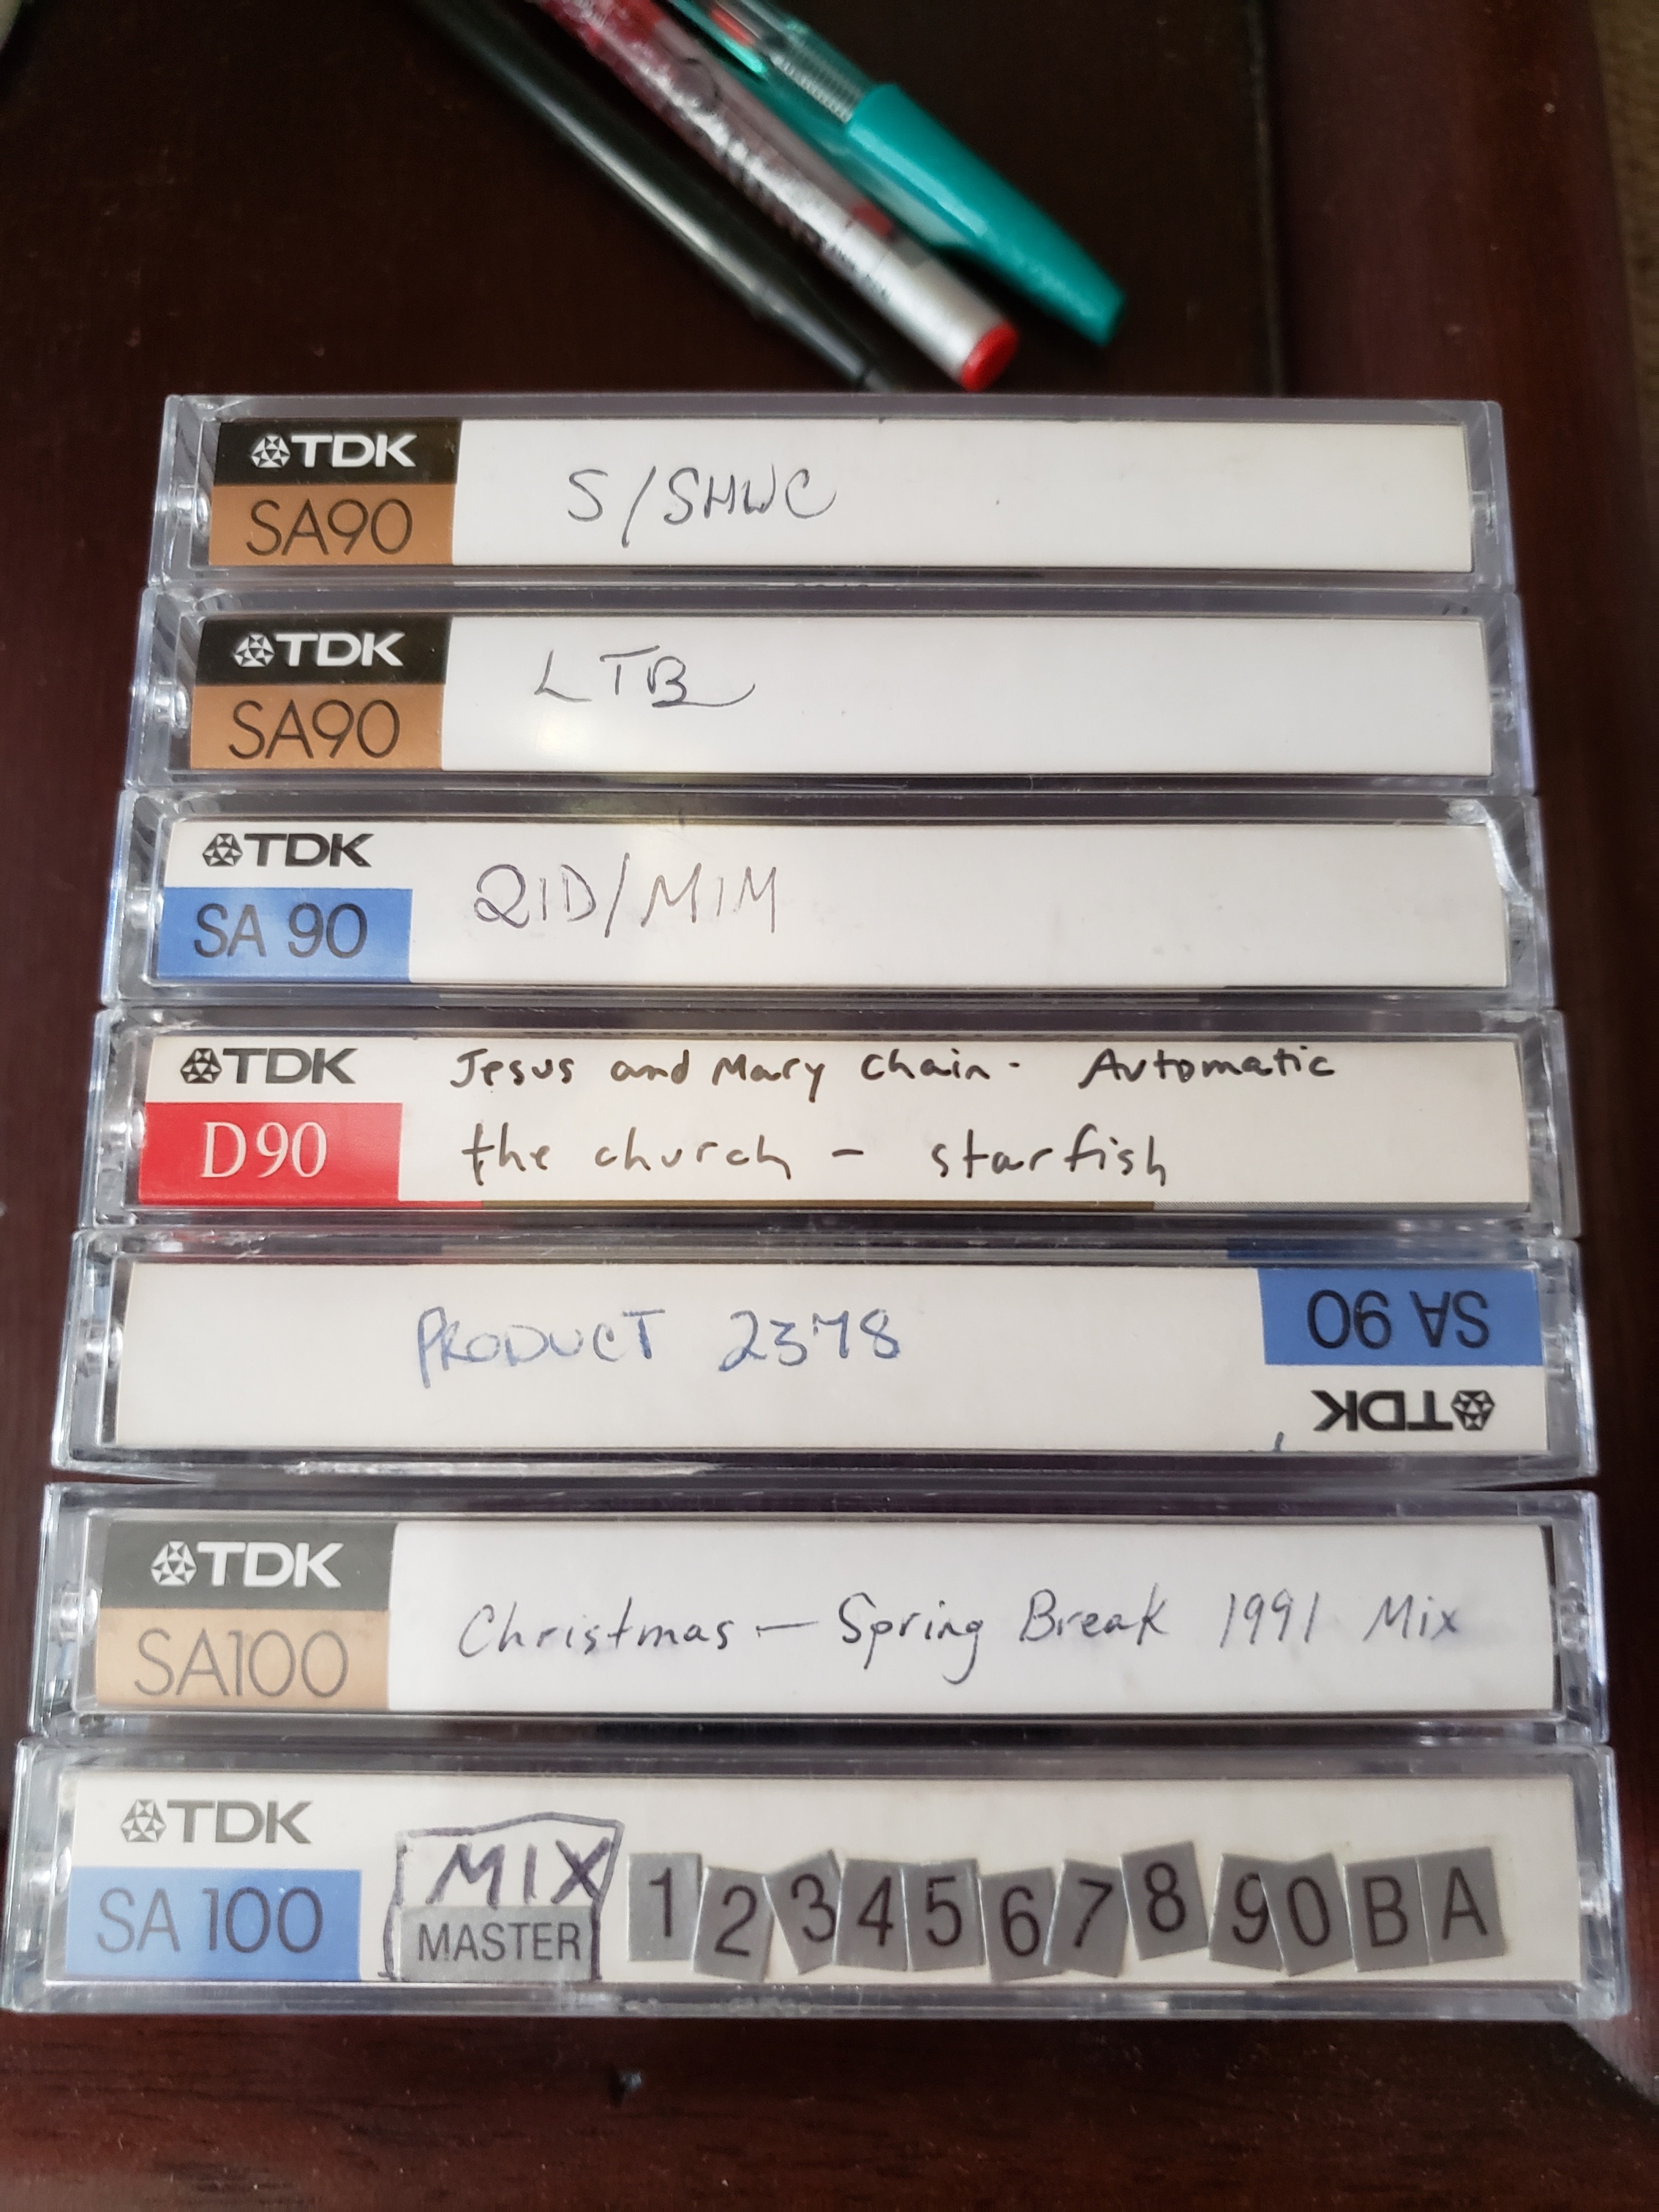 TDK
SA90
S/SHWC
TDK
SA90
LTB
TDK
SA 90
QID/MIM
TDK
D90
Jesus and Mary Chain - Automatic
the church - starfish
PRODUCT 2378
SA 90
TDK
TDK
SA100
Christmas - Spring Break 1991 Mix
TDK
SA 100
MIX
MASTER
1 2 3 4 5 6 7 8 9 0 B A